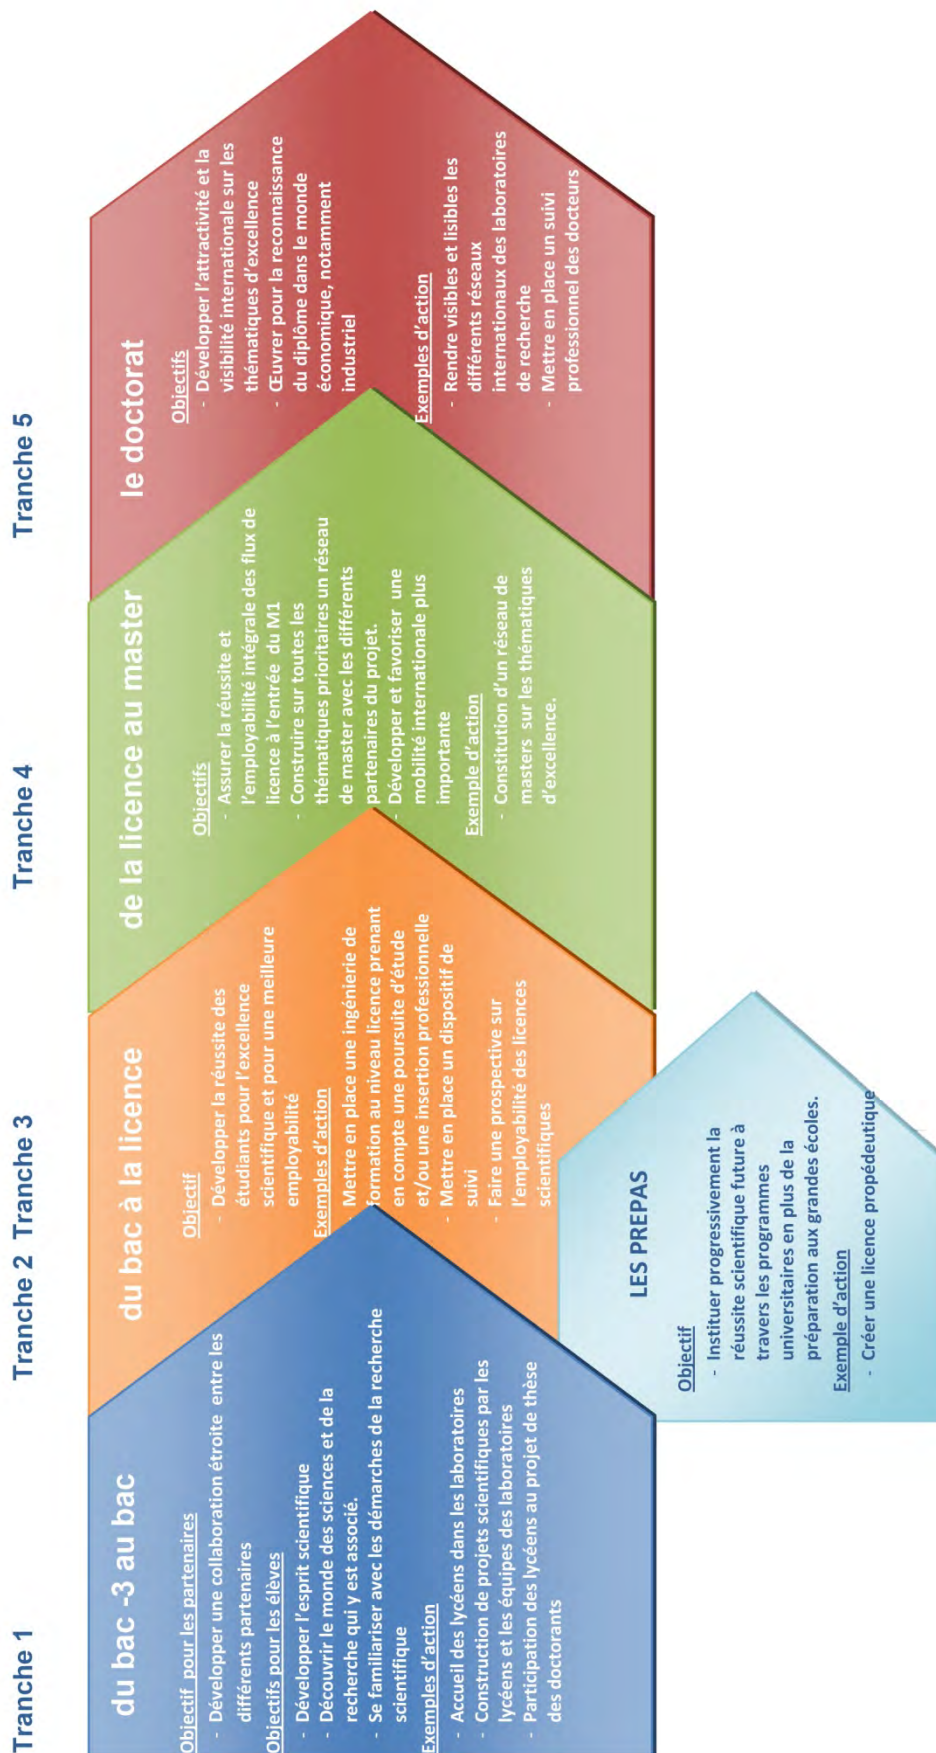 Tranche 1
Tranche 2
Tranche 3
Tranche 4
Tranche 5
du bac -3 au bac
Objectif pour les partenaires
- Développer une collaboration étroite entre les
différents partenaires
Objectifs pour les élèves
- Développer l'esprit scientifique
- Découvrir le monde des sciences et de la
recherche qui y est associé.
- Se familiariser avec les démarches de la recherche
scientifique
Exemples d'action
- Accueil des lycéens dans les laboratoires
- Construction de projets scientifiques par les
lycéens et les équipes des laboratoires
- Participation des lycéens au projet de thèse
des doctorants
du bac à la licence
Objectif
- Développer la réussite des
étudiants pour l'excellence
scientifique et pour une meilleure
employabilité
Exemples d'action
Mettre en place une ingénierie de
formation au niveau licence prenant
en compte une poursuite d'étude
et/ou une insertion professionnelle
- Mettre en place un dispositif de
suivi
- Faire une prospective sur
l'employabilité des licences
scientifiques
LES PREPAS
Objectif
- Instituer progressivement la
réussite scientifique future à
travers les programmes
universitaires en plus de la
préparation aux grandes écoles.
Exemple d'action
- Créer une licence propédeutique
de la licence au master
Objectifs
- Assurer la réussite et
l'employabilité intégrale des flux de
licence à l'entrée du M1
- Construire sur toutes les
thématiques prioritaires un réseau
de master avec les différents
partenaires du projet.
- Développer et favoriser une
mobilité internationale plus
importante
Exemple d'action
- Constitution d'un réseau de
masters sur les thématiques
d'excellence.
le doctorat
Objectifs
- Développer l'attractivité et la
visibilité internationale sur les
thématiques d'excellence
- Œuvrer pour la reconnaissance
du diplôme dans le monde
économique, notamment
industriel
Exemples d'action
- Rendre visibles et lisibles les
différents réseaux
internationaux des laboratoires
de recherche
- Mettre en place un suivi
professionnel des docteurs